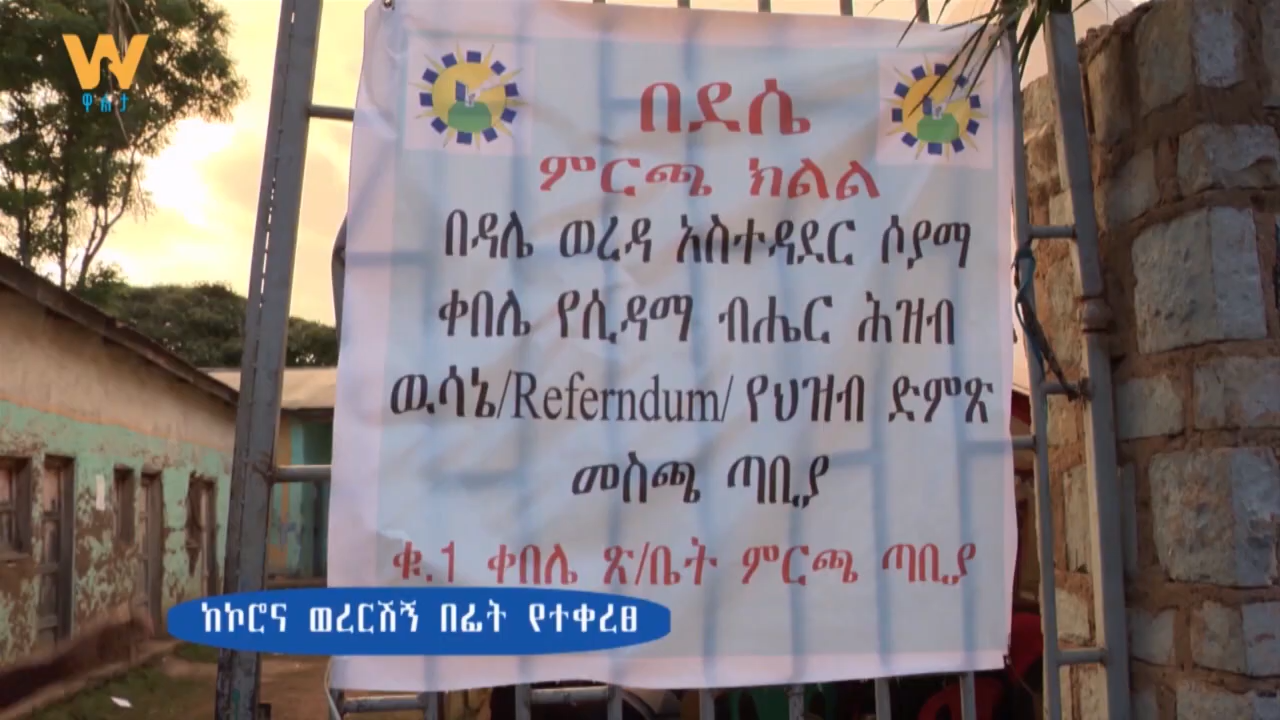 ዋልታ
በደሴ
ምርጫ ክልል
በዳሌ ወረዳ አስተዳደር ሶያማ
ቀበሌ የሲዳማ ብሔር ሕዝብ
ዉሳኔ/Referndum/ የህዝብ ድምጽ
መስጫ ጣቢያ
ቁ.1 ቀበሌ ጽ/ቤት ምርጫ ጣቢያ
ከኮሮና ወረርሽኝ በፊት የተቀረፀ